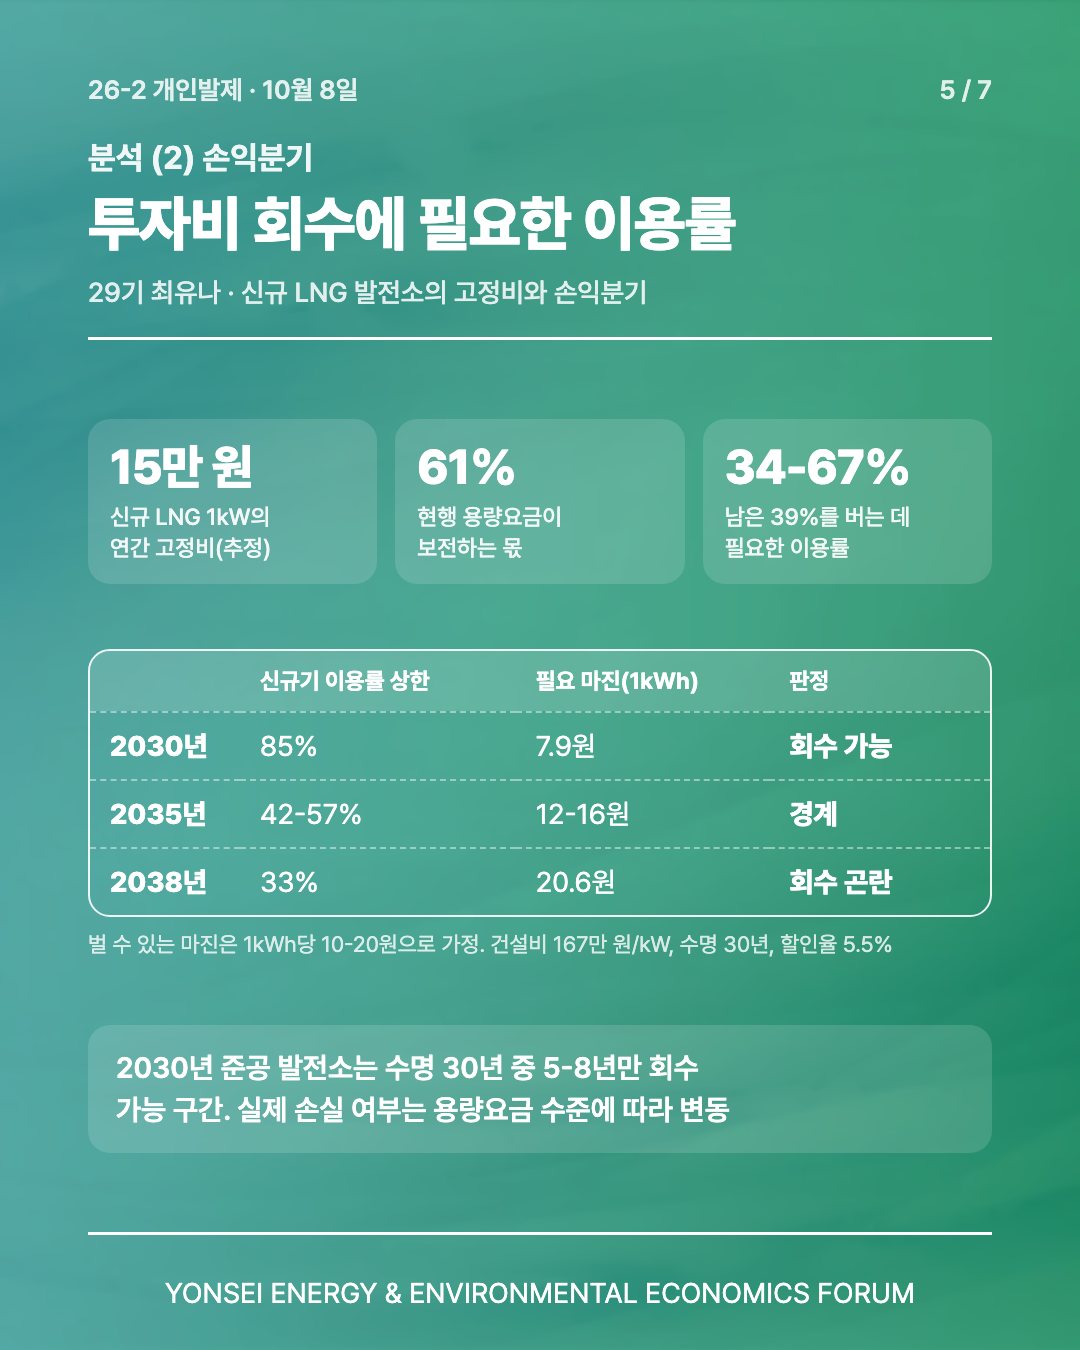 26-2 개인발제 · 10월 8일
5 / 7
분석 (2) 손익분기
투자비 회수에 필요한 이용률
29기 최유나 · 신규 LNG 발전소의 고정비와 손익분기
15만 원
신규 LNG 1kW의
연간 고정비(추정)
61%
현행 용량요금이
보전하는 몫
34-67%
남은 39%를 버는 데
필요한 이용률
신규기 이용률 상한 필요 마진(1kWh) 판정
2030년 85% 7.9원 회수 가능
2035년 42-57% 12-16원 경계
2038년 33% 20.6원 회수 곤란
벌 수 있는 마진은 1kWh당 10-20원으로 가정. 건설비 167만 원/kW, 수명 30년, 할인율 5.5%
2030년 준공 발전소는 수명 30년 중 5-8년만 회수
가능 구간. 실제 손실 여부는 용량요금 수준에 따라 변동
YONSEI ENERGY & ENVIRONMENTAL ECONOMICS FORUM